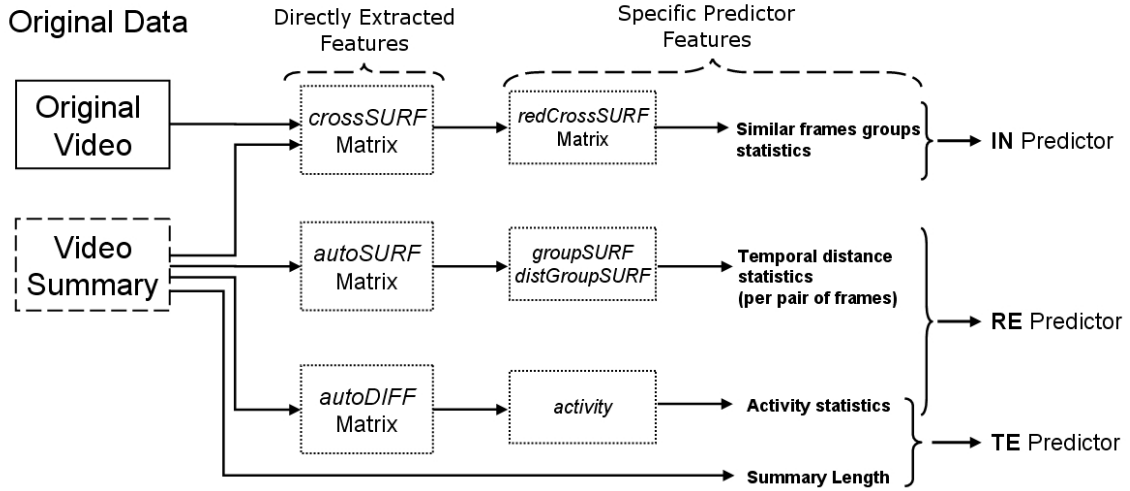 Original Data
Directly Extracted
Features
Specific Predictor
Features
Original
Video
crossSURF
Matrix
redCrossSURF
Matrix
Similar frames groups
statistics
IN Predictor
Video
Summary
autoSURF
Matrix
groupSURF
distGroupSURF
Temporal distance
statistics
(per pair of frames)
RE Predictor
autoDIFF
Matrix
activity
Activity statistics
TE Predictor
Summary Length